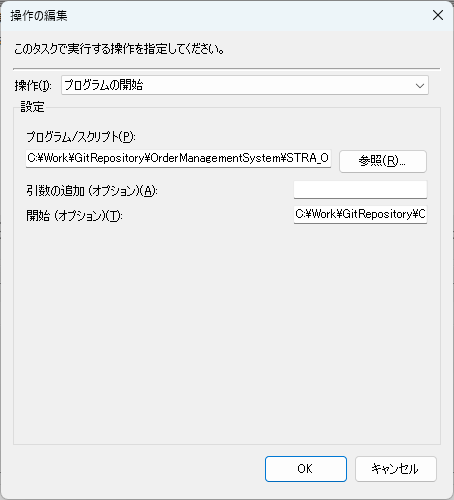 操作の編集
このタスクで実行する操作を指定してください。
操作(I): プログラムの開始
設定
プログラム/スクリプト(P):
C:¥Work¥GitRepository¥OrderManagementSystem¥STRA_O 参照(R)...
引数の追加 (オプション)(A):
開始 (オプション)(T): C:¥Work¥GitRepository¥O
OK キャンセル